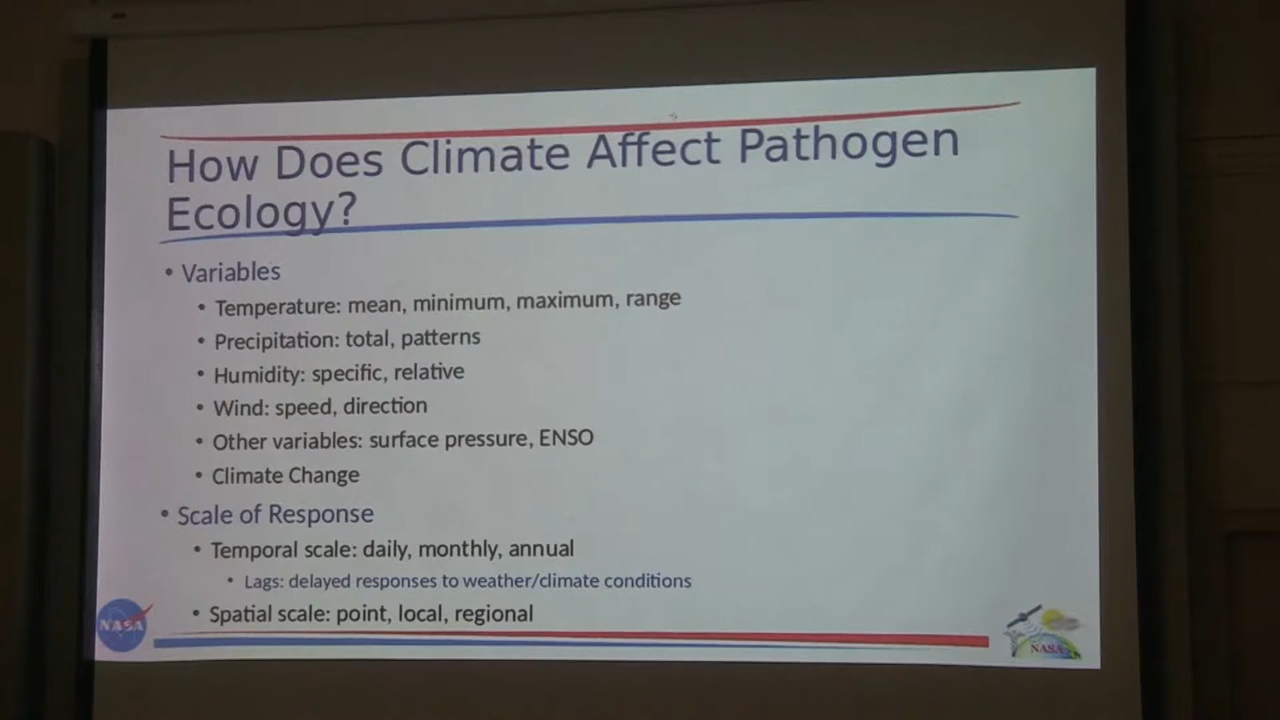 How Does Climate Affect Pathogen
Ecology?
• Variables
• Temperature: mean, minimum, maximum, range
• Precipitation: total, patterns
• Humidity: specific, relative
• Wind: speed, direction
• Other variables: surface pressure, ENSO
• Climate Change
• Scale of Response
• Temporal scale: daily, monthly, annual
• Lags: delayed responses to weather/climate conditions
• Spatial scale: point, local, regional
NASA
NASA